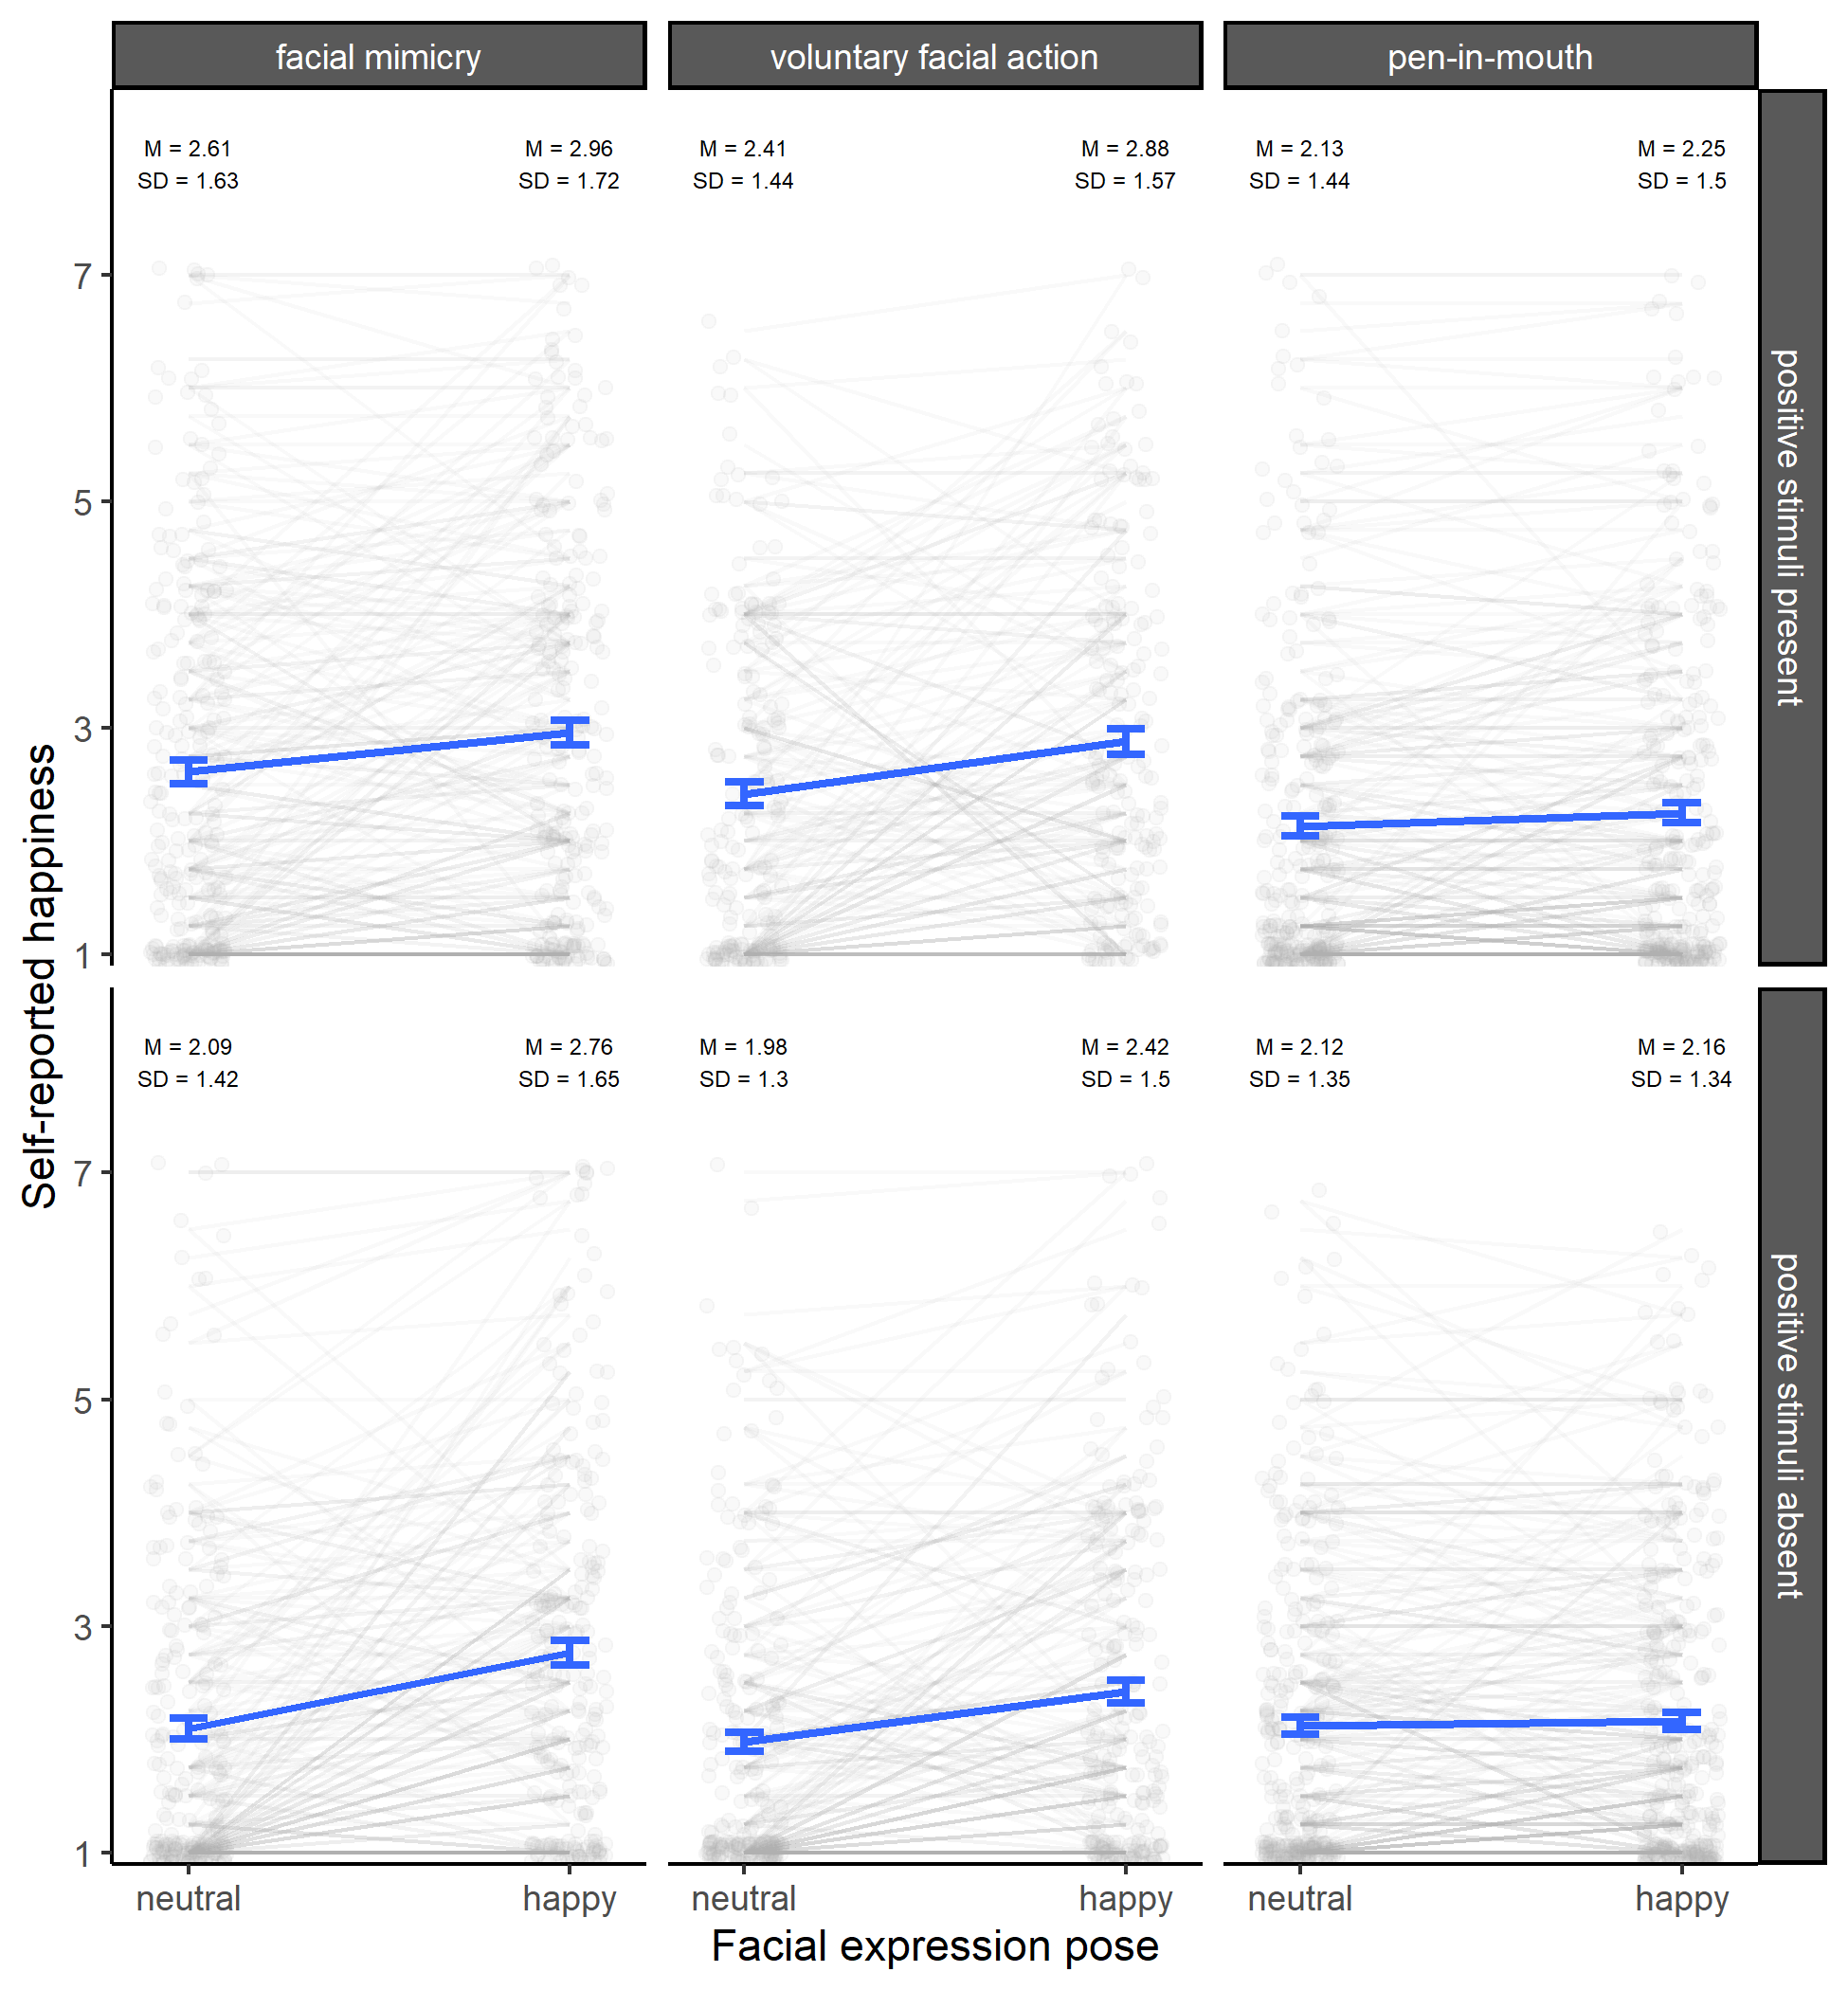 facial mimicry
voluntary facial action
pen-in-mouth
M = 2.61
SD = 1.63
M = 2.96
SD = 1.72
M = 2.41
SD = 1.44
M = 2.88
SD = 1.57
M = 2.13
SD = 1.44
M = 2.25
SD = 1.5
positive stimuli present
7
5
3
1
Self-reported happiness
M = 2.09
SD = 1.42
M = 2.76
SD = 1.65
M = 1.98
SD = 1.3
M = 2.42
SD = 1.5
M = 2.12
SD = 1.35
M = 2.16
SD = 1.34
positive stimuli absent
7
5
3
1
neutral
happy
neutral
happy
neutral
happy
Facial expression pose